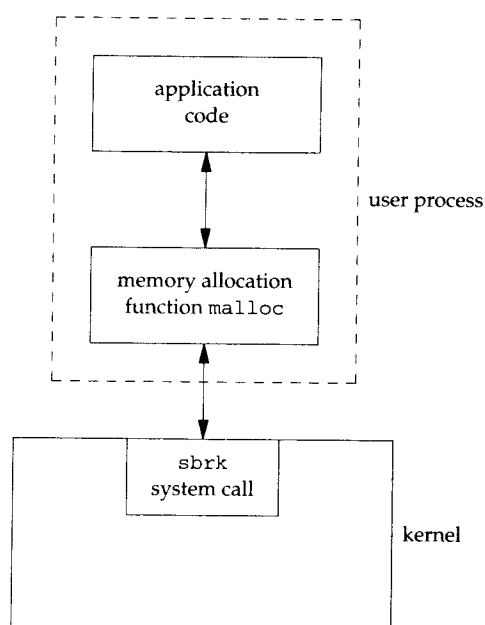 application
code
user process
memory allocation
function malloc
sbrk
system call
kernel